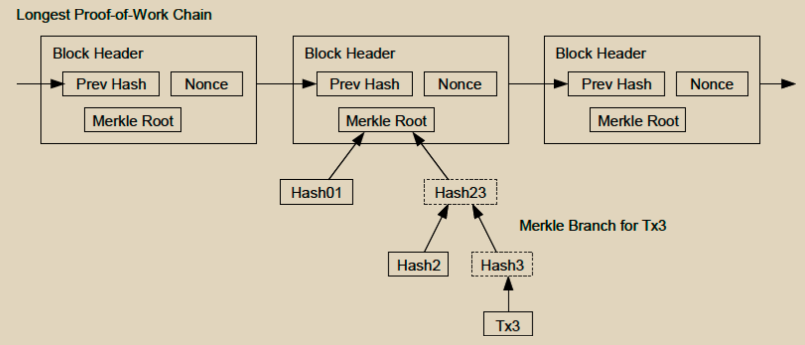 Longest Proof-of-Work Chain
Block Header Block Header Block Header
Prev Hash Nonce Prev Hash Nonce Prev Hash Nonce
Merkle Root Merkle Root Merkle Root
Hash01 Hash23
Merkle Branch for Tx3
Hash2 Hash3
Tx3